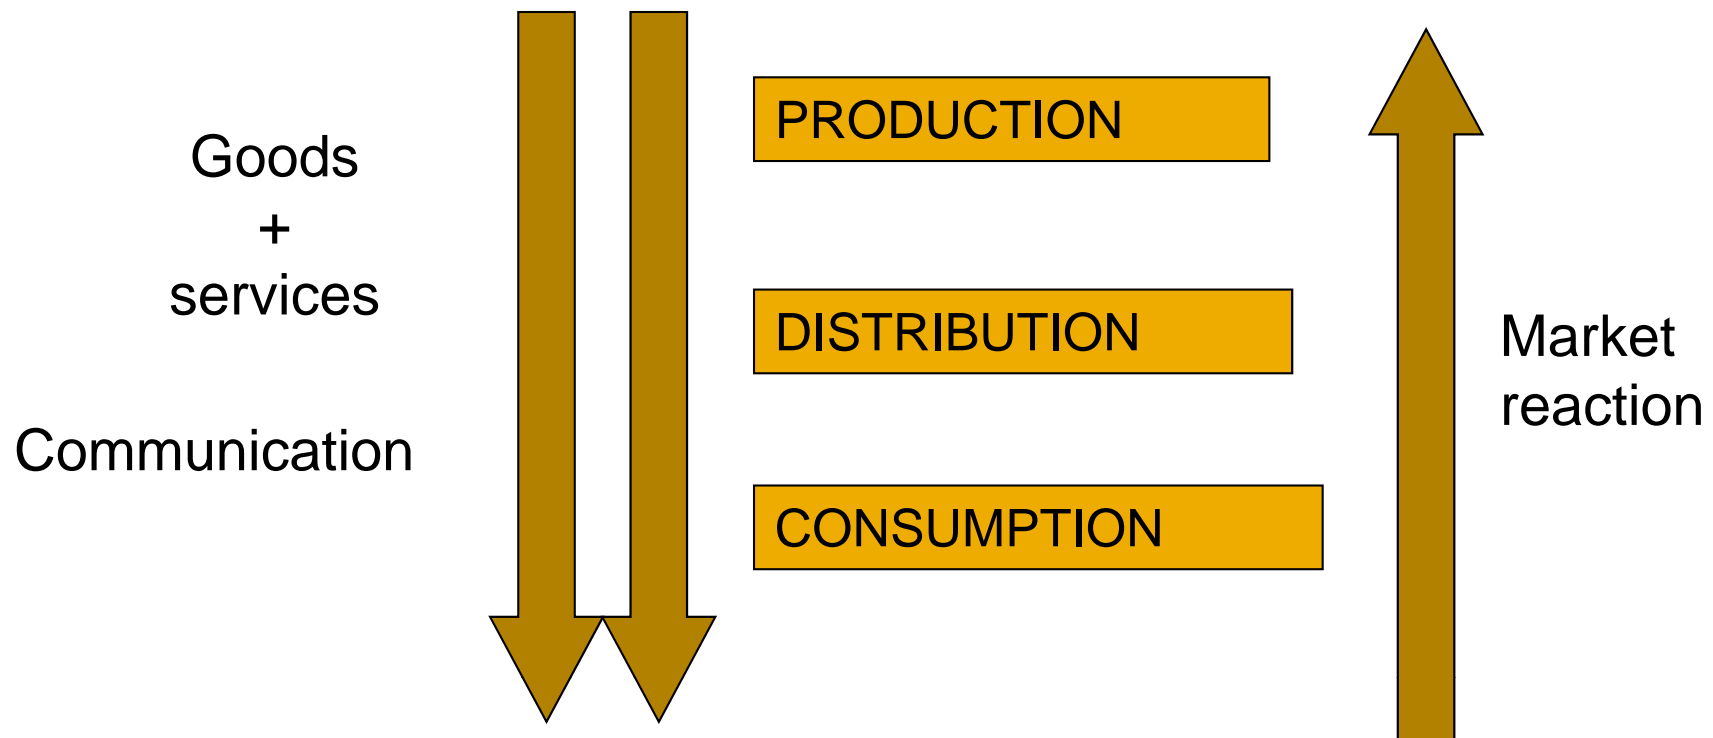 Goods
+
services
Communication
PRODUCTION
DISTRIBUTION
CONSUMPTION
Market
reaction